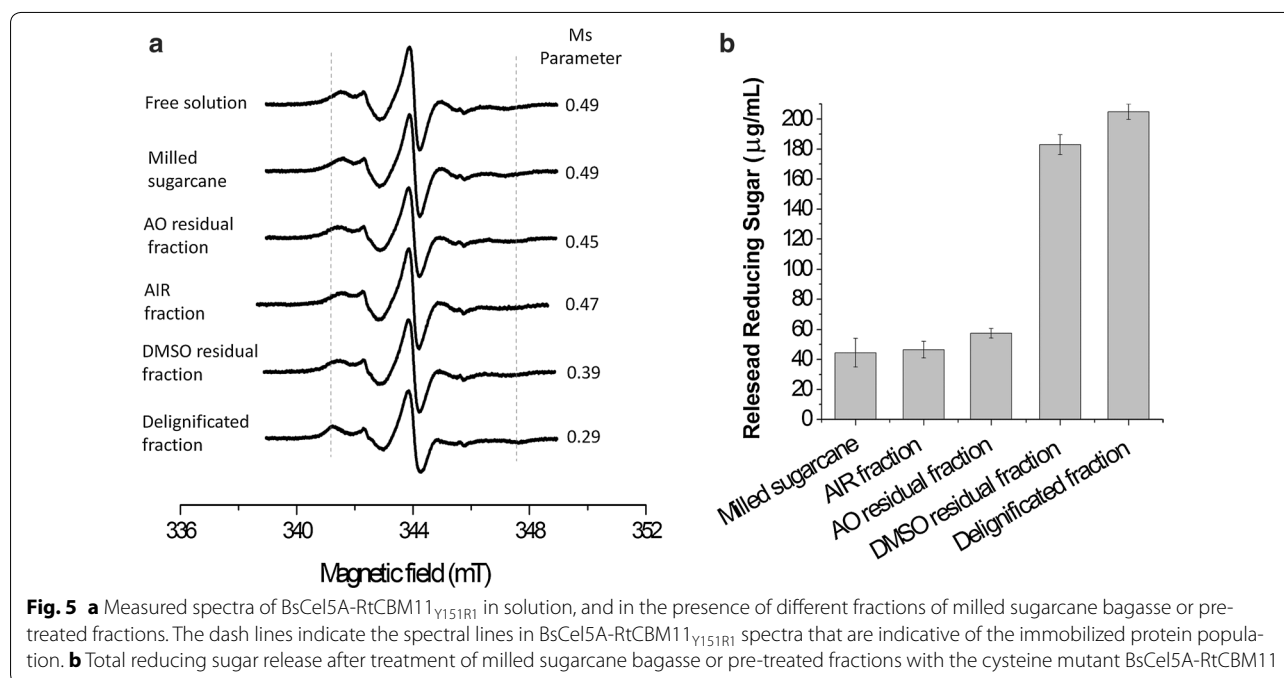 a
Ms
Parameter
Free solution
0.49
Milled
sugarcane
0.49
AO residual
fraction
0.45
AIR
fraction
0.47
DMSO residual
fraction
0.39
Delignificated
fraction
0.29
336
340
344
348
352
Magnetic field (mT)
b
Relesead Reducing Sugar (µg/mL)
200
180
160
140
120
100
80
60
40
20
0
Milled sugarcane
AIR fraction
AO residual fraction
DMSO residual fraction
Delignificated fraction
Fig. 5 a Measured spectra of BsCel5A-RtCBM11Y151R1 in solution, and in the presence of different fractions of milled sugarcane bagasse or pre-
treated fractions. The dash lines indicate the spectral lines in BsCel5A-RtCBM11Y151R1 spectra that are indicative of the immobilized protein popula-
tion. b Total reducing sugar release after treatment of milled sugarcane bagasse or pre-treated fractions with the cysteine mutant BsCel5A-RtCBM11